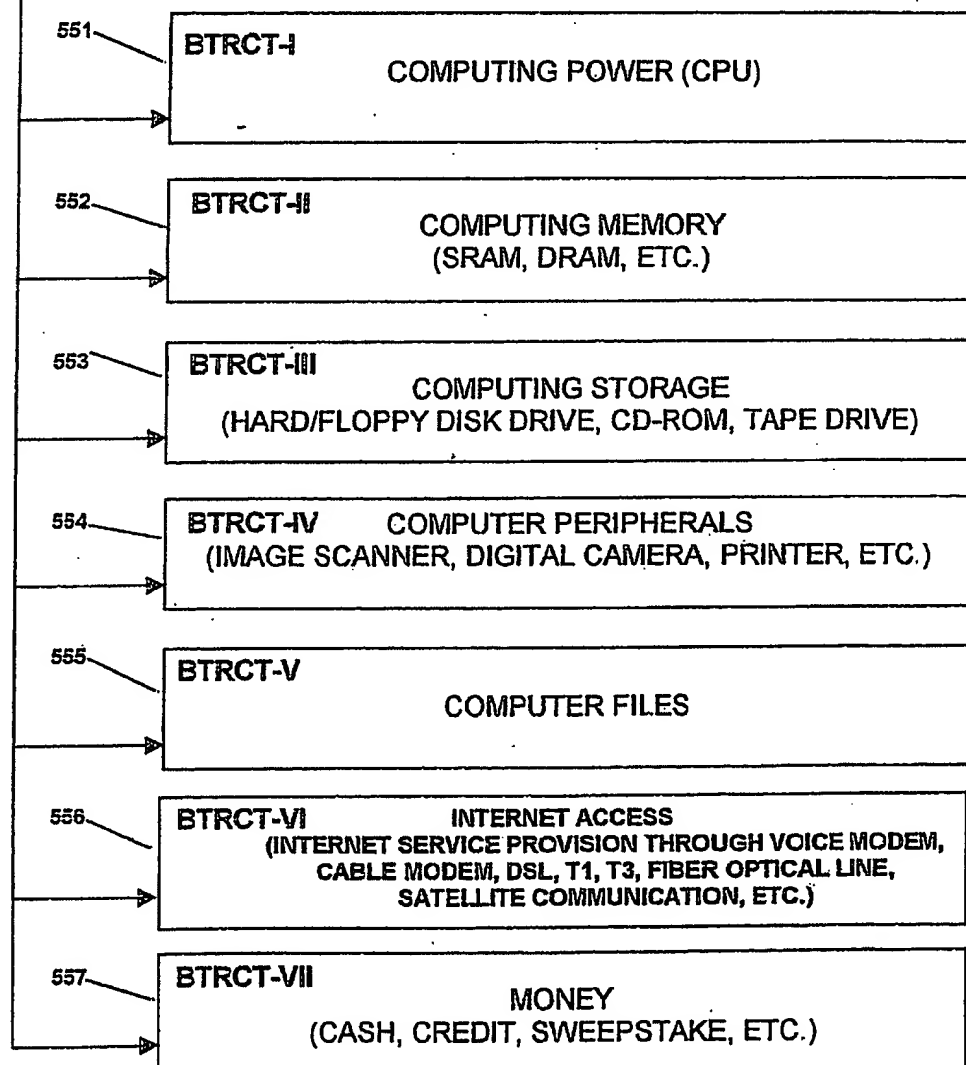 551
BTRCT-I
COMPUTING POWER (CPU)
552
BTRCT-II
COMPUTING MEMORY
(SRAM, DRAM, ETC.)
553
BTRCT-III
COMPUTING STORAGE
(HARD/FLOPPY DISK DRIVE, CD-ROM, TAPE DRIVE)
554
BTRCT-IV COMPUTER PERIPHERALS
(IMAGE SCANNER, DIGITAL CAMERA, PRINTER, ETC.)
555
BTRCT-V
COMPUTER FILES
556
BTRCT-VI INTERNET ACCESS
(INTERNET SERVICE PROVISION THROUGH VOICE MODEM,
CABLE MODEM, DSL, T1, T3, FIBER OPTICAL LINE,
SATELLITE COMMUNICATION, ETC.)
557
BTRCT-VII
MONEY
(CASH, CREDIT, SWEEPSTAKE, ETC.)